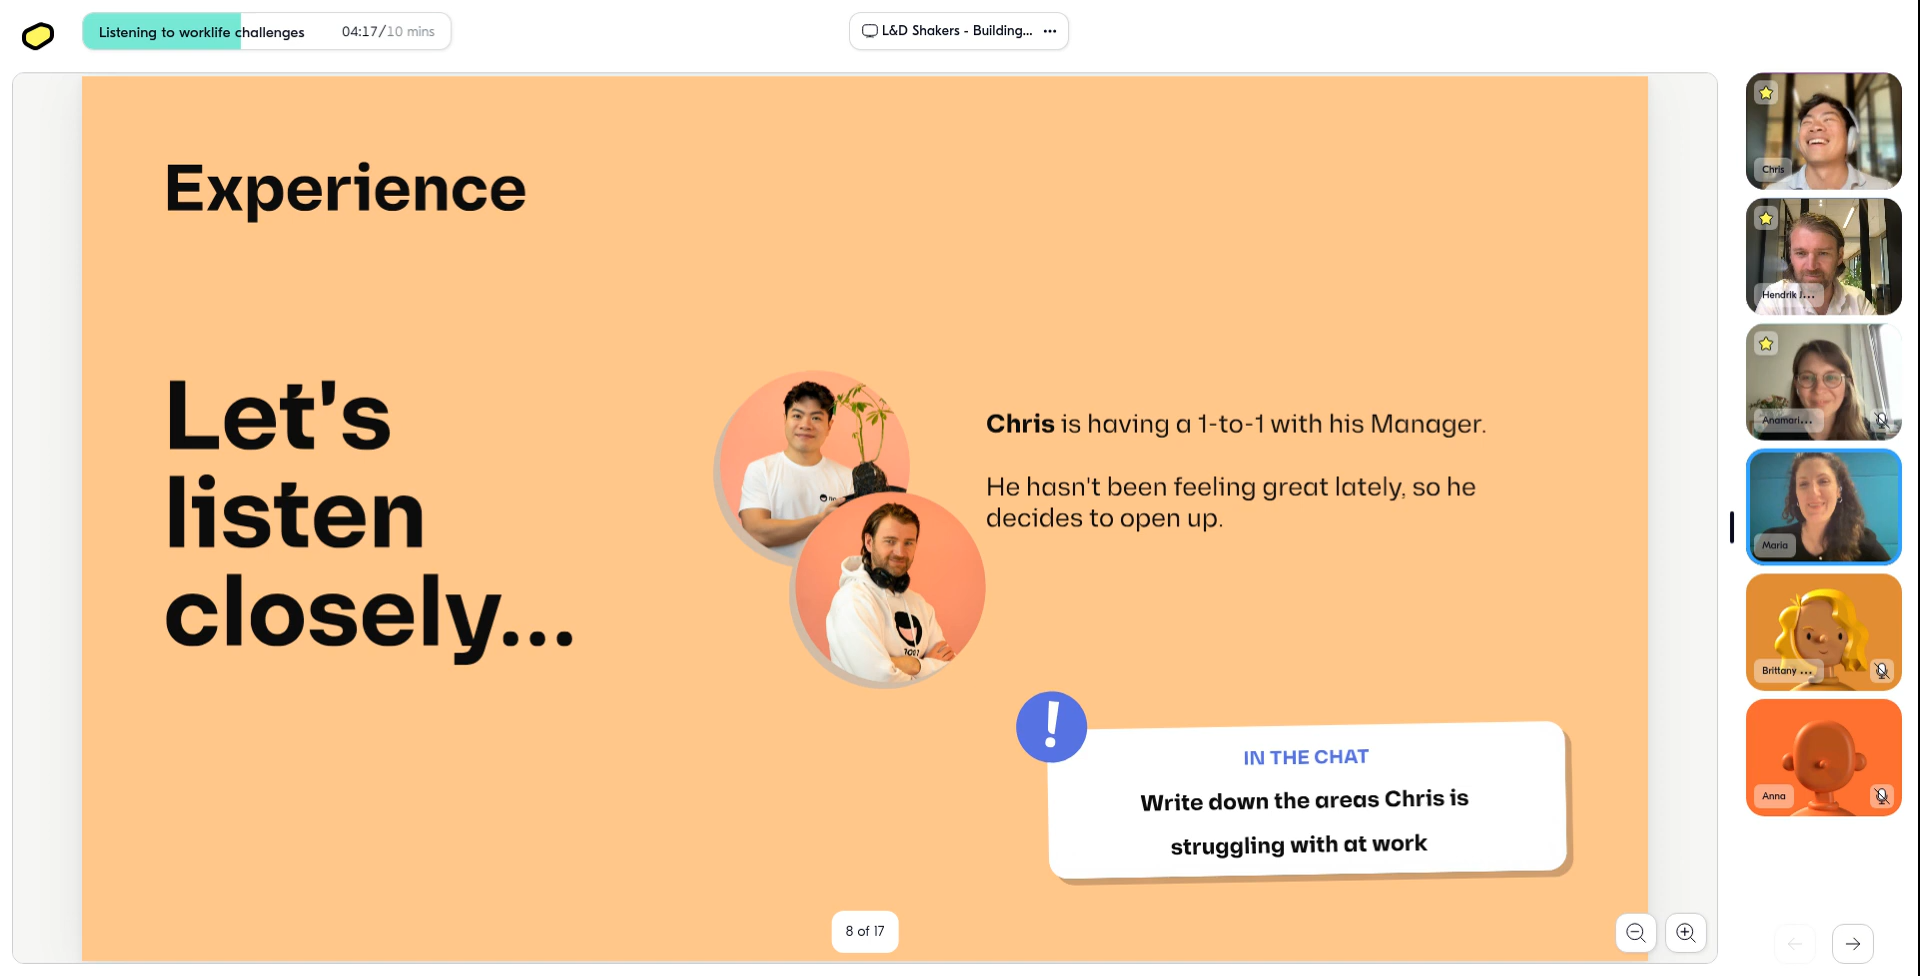 Listening to worklife challenges
04:17/10 mins
L&D Shakers - Building...
Experience
Let's
listen
closely...
Chris is having a 1-to-1 with his Manager.
He hasn't been feeling great lately, so he
decides to open up.
!
IN THE CHAT
Write down the areas Chris is
struggling with at work
8 of 17
Chris
Hendrik
Anamari...
Maria
Brittany ...
Anna